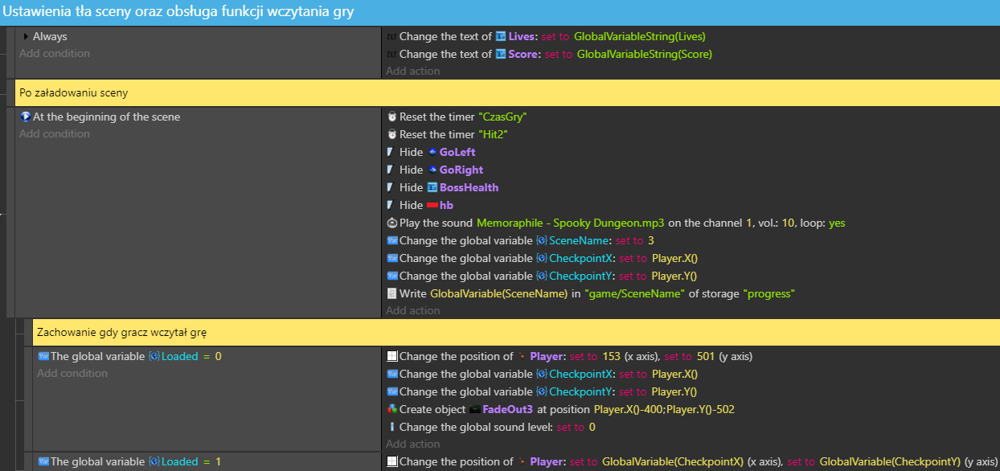 Ustawienia tła sceny oraz obsługa funkcji wczytania gry
Always
Add condition
Change the text of Lives: set to GlobalVariableString(Lives)
Change the text of Score: set to GlobalVariableString(Score)
Add action
Po załadowaniu sceny
At the beginning of the scene
Add condition
Reset the timer "CzasGry"
Reset the timer "Hit2"
Hide GoLeft
Hide GoRight
Hide BossHealth
Hide hb
Play the sound Memoraphile - Spooky Dungeon.mp3 on the channel 1, vol.: 10, loop: yes
Change the global variable SceneName: set to 3
Change the global variable CheckpointX: set to Player.X()
Change the global variable CheckpointY: set to Player.Y()
Write GlobalVariable(SceneName) in "game/SceneName" of storage "progress"
Add action
Zachowanie gdy gracz wczytał grę
The global variable Loaded = 0
Add condition
Change the position of Player: set to 153 (x axis), set to 501 (y axis)
Change the global variable CheckpointX: set to Player.X()
Change the global variable CheckpointY: set to Player.Y()
Create object FadeOut3 at position Player.X()-400;Player.Y()-502
Change the global sound level: set to 0
Add action
The global variable Loaded = 1
Change the position of Player: set to GlobalVariable(CheckpointX) (x axis), set to GlobalVariable(CheckpointY) (y axis)